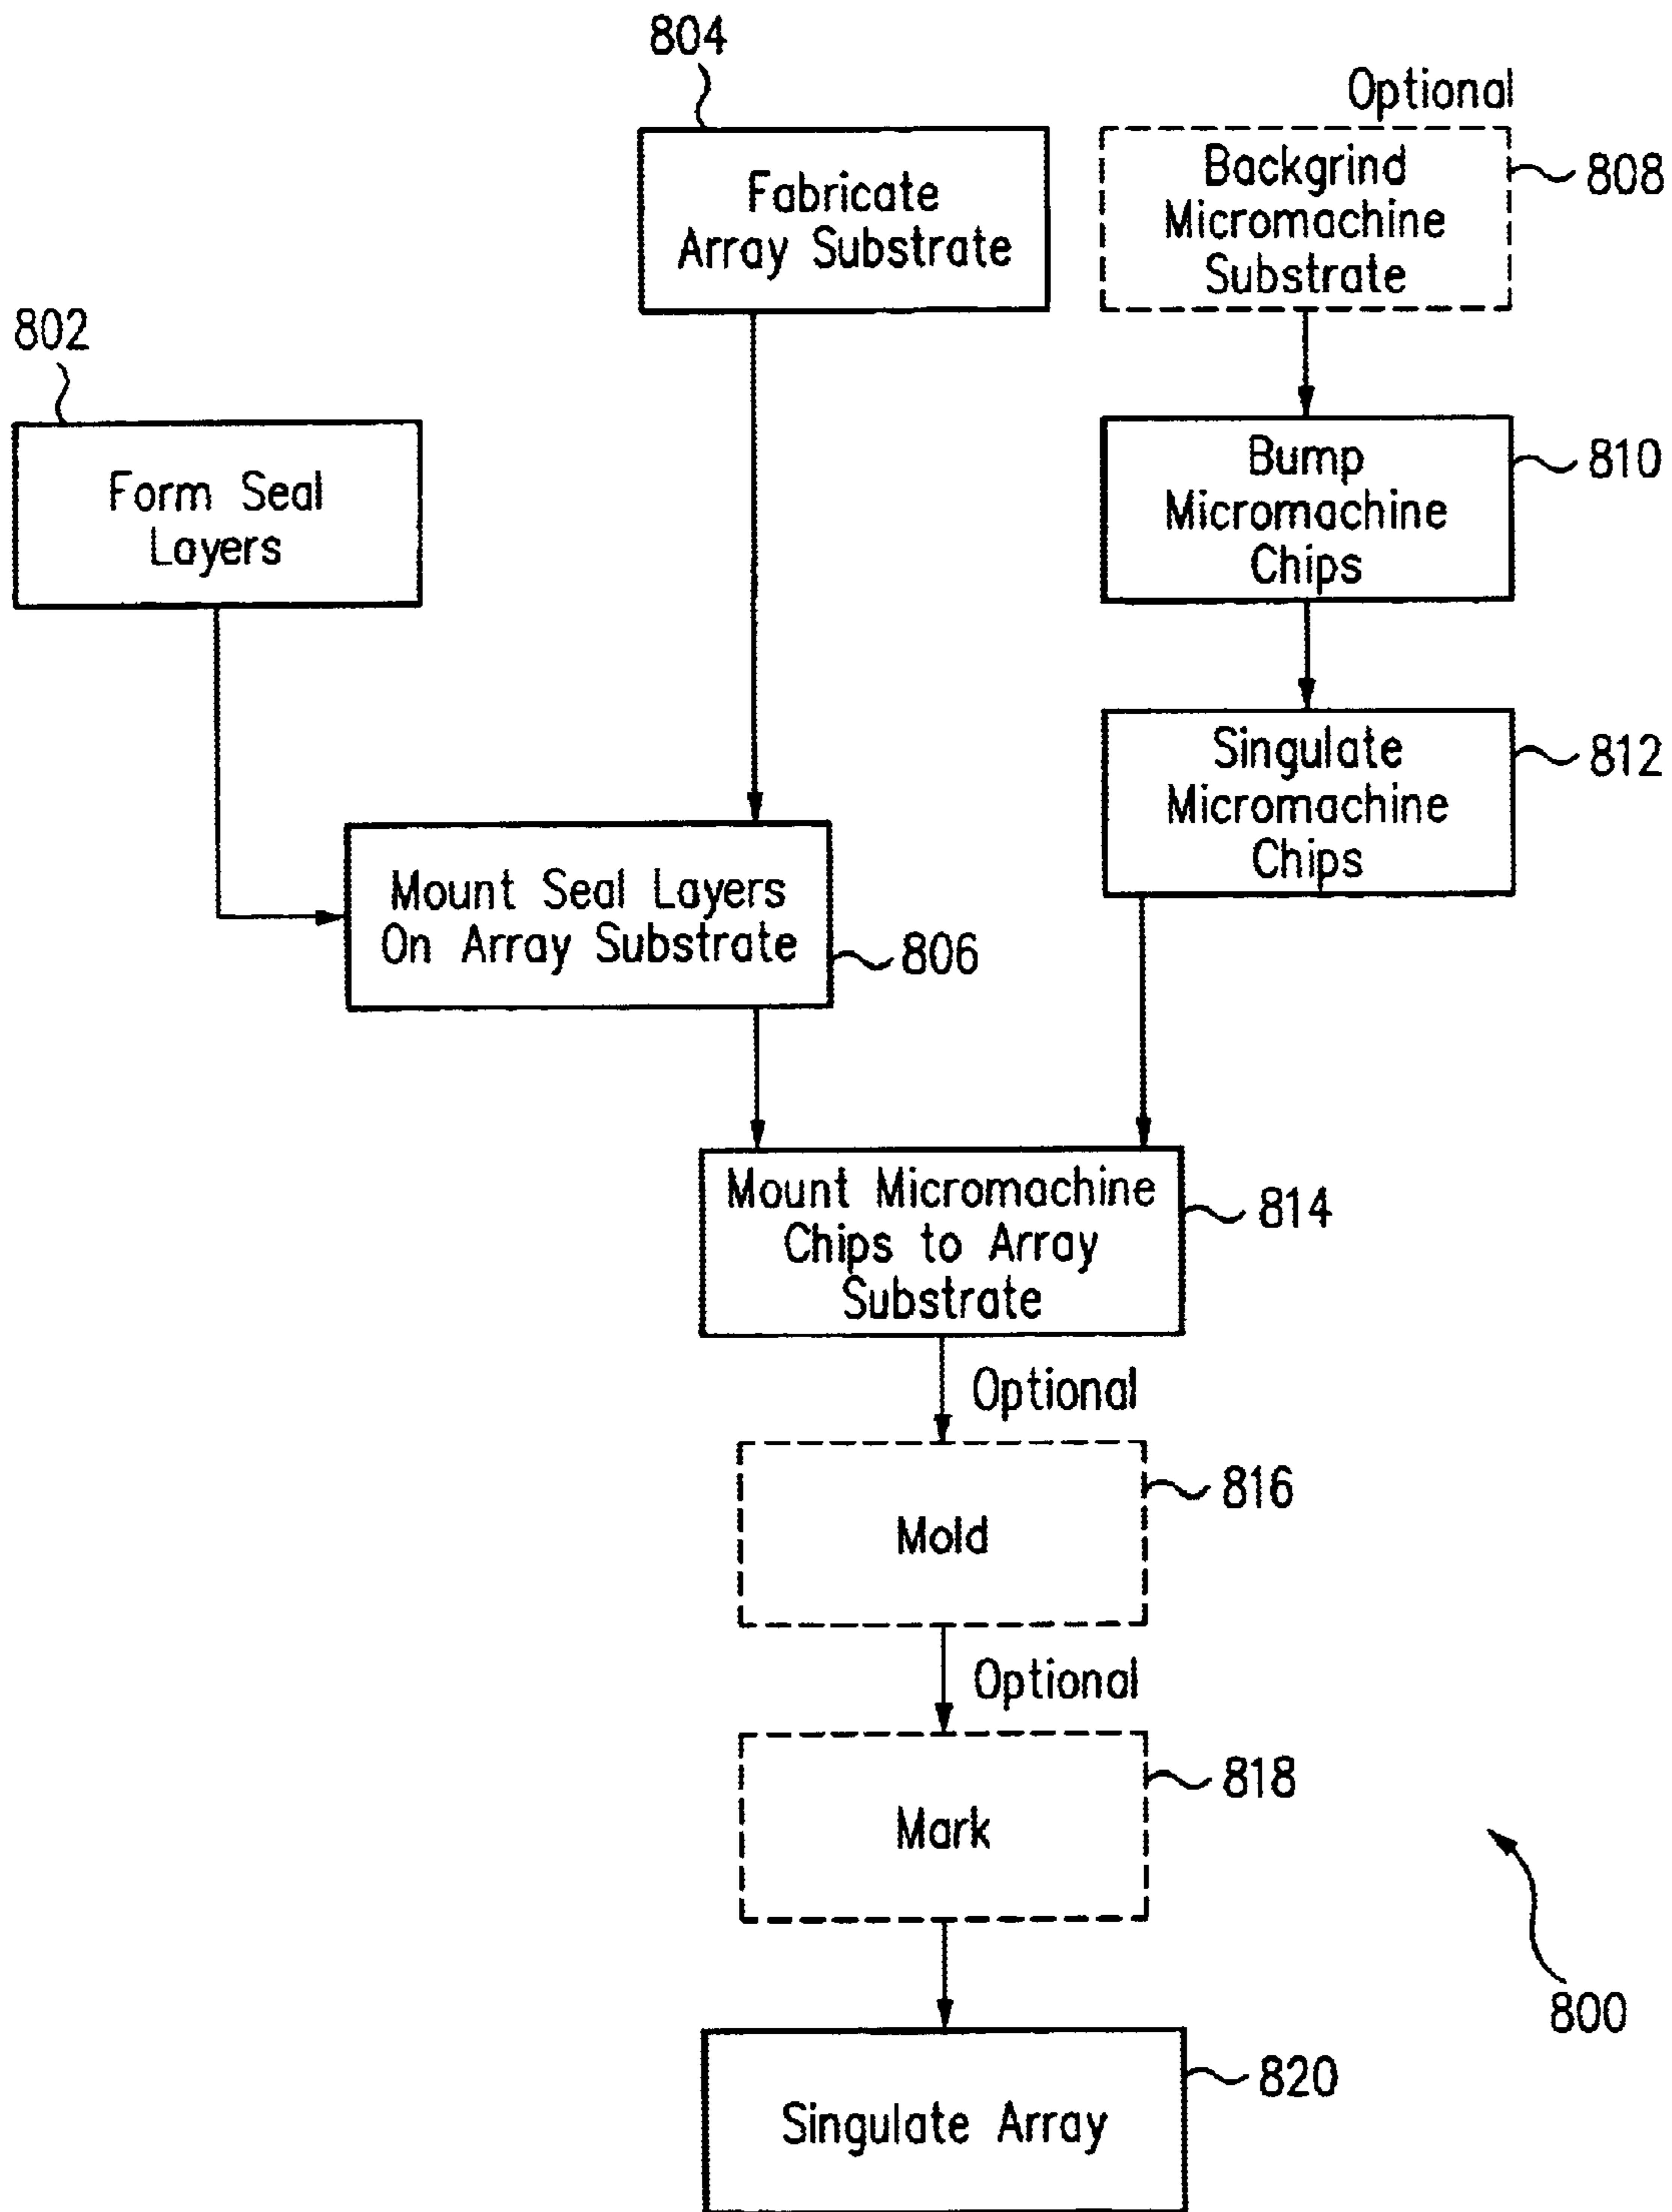 804
Optional
Fabricate
Array Substrate
Backgrind
Micromachine
Substrate
808
802
Form Seal
Layers
Bump
Micromachine
Chips
810
Singulate
Micromachine
Chips
812
Mount Seal Layers
On Array Substrate
806
Mount Micromachine
Chips to Array
Substrate
814
Optional
Mold
816
Optional
Mark
818
800
Singulate Array
820